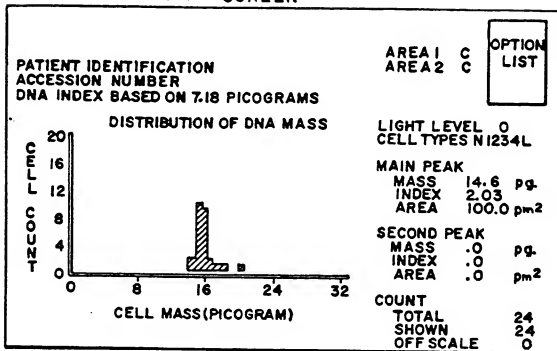 SCREEN
PATIENT IDENTIFICATION
ACCESSION NUMBER
DNA INDEX BASED ON 7.18 PICOGRAMS
AREA 1 C
AREA 2 C
OPTION
LIST
DISTRIBUTION OF DNA MASS
CELL COUNT
20
16
12
8
4
0
0 8 16 24 32
CELL MASS (PICOGRAM)
LIGHT LEVEL 0
CELL TYPES N1234L
MAIN PEAK
MASS 14.6 pg.
INDEX 2.03
AREA 100.0 pm2
SECOND PEAK
MASS .0 pg.
INDEX .0
AREA .0 pm2
COUNT
TOTAL 24
SHOWN 24
OFF SCALE 0